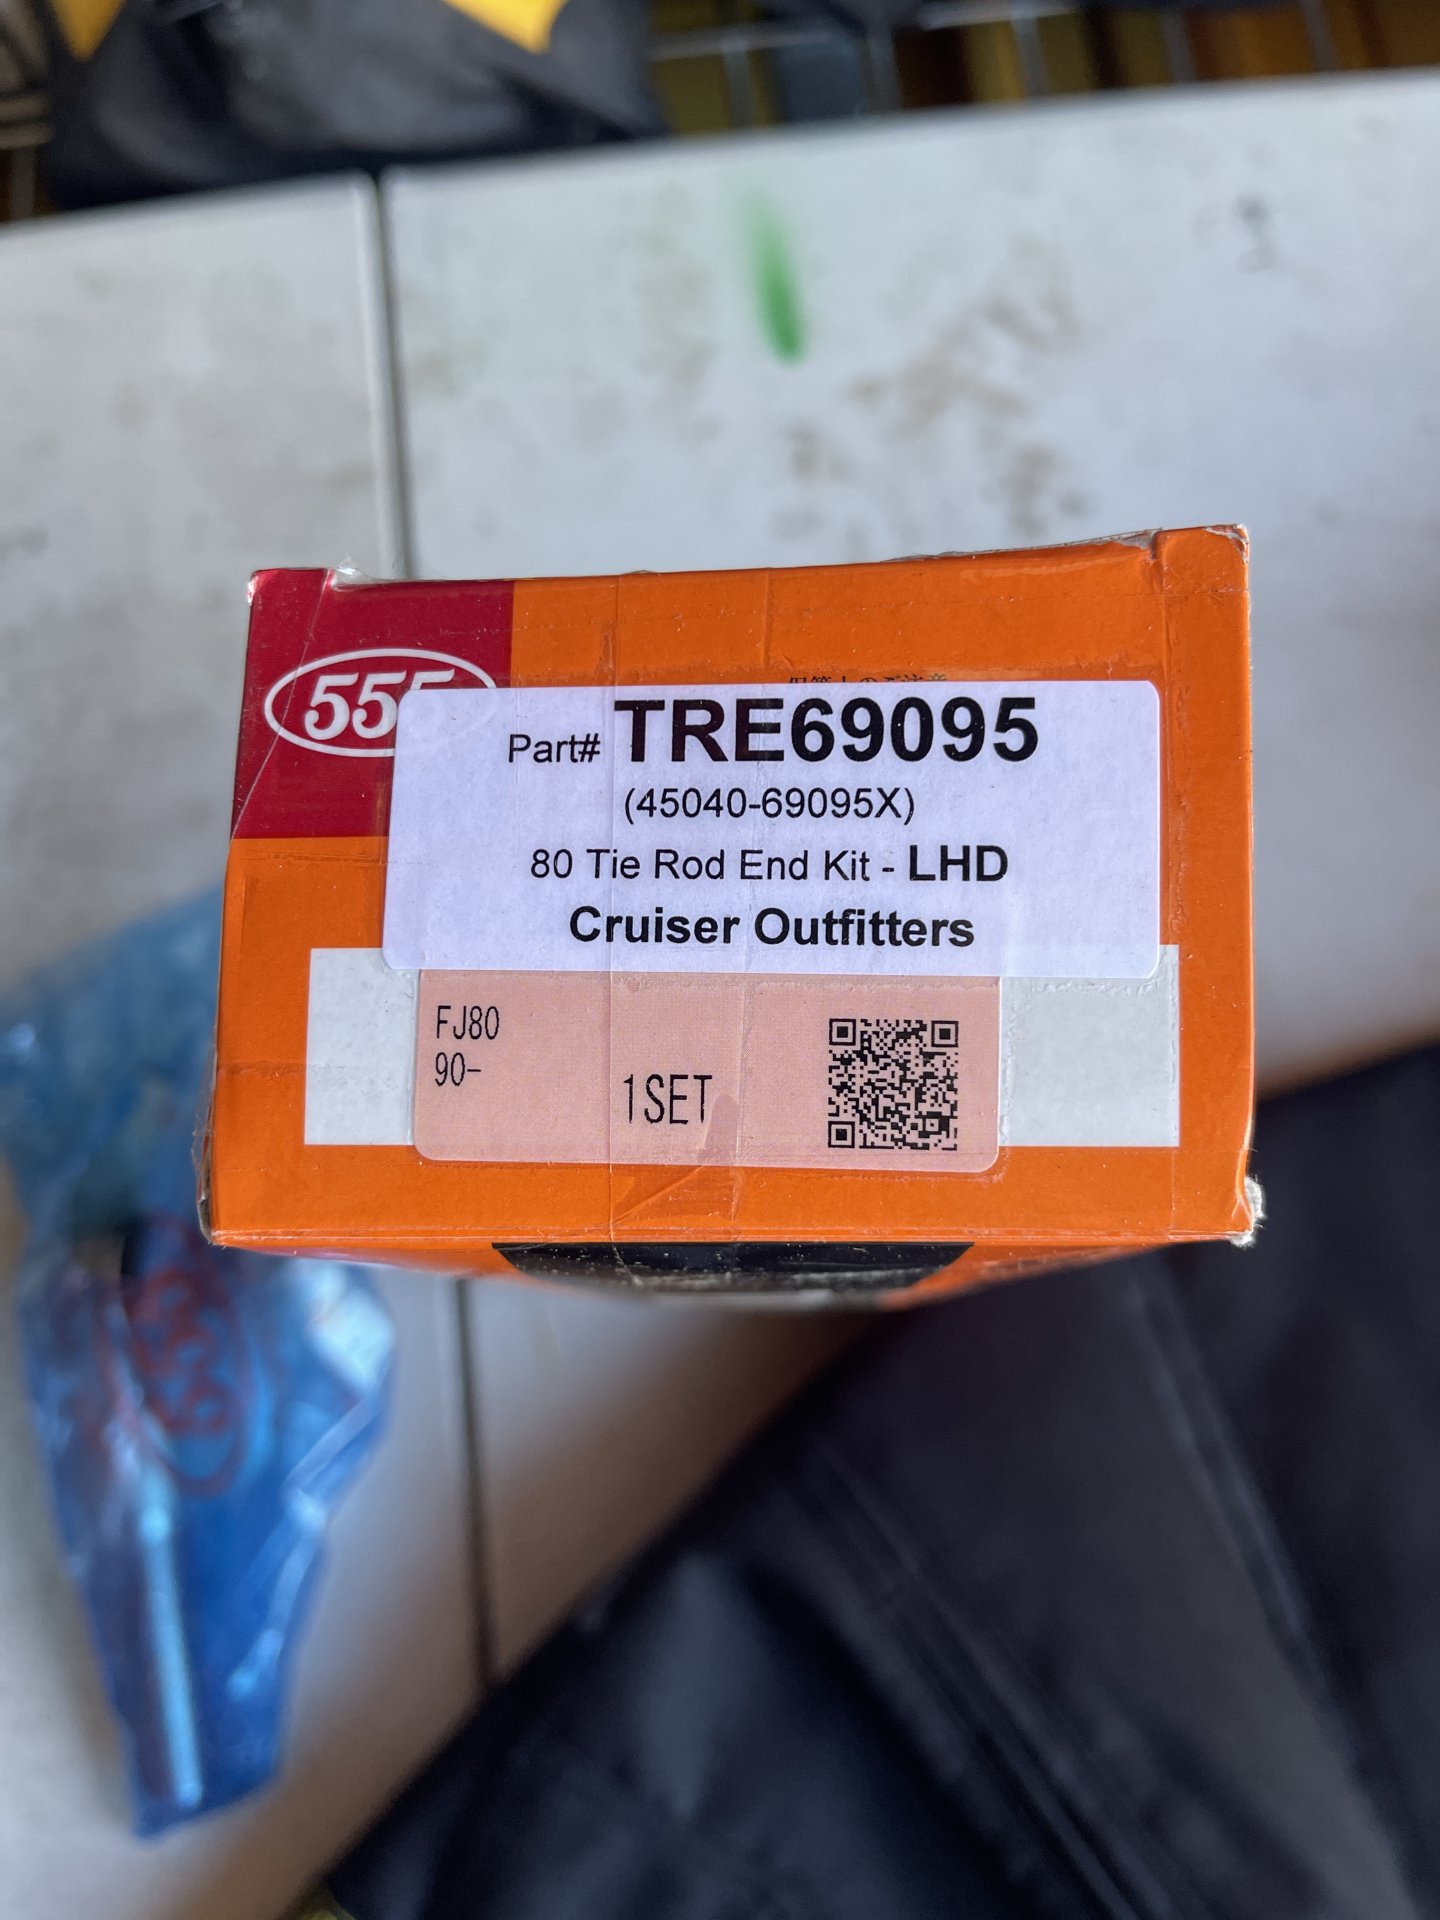 555
Part# TRE69095
(45040-69095X)
80 Tie Rod End Kit - LHD
Cruiser Outfitters
FJ80
90-
1SET